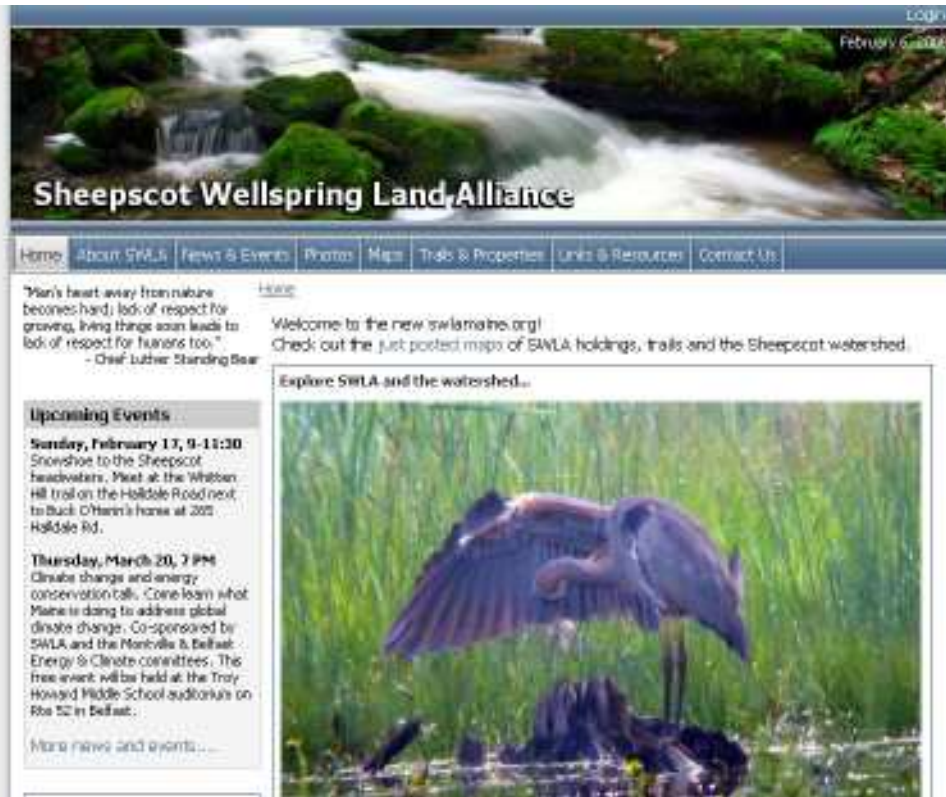 Login
February 6,
Sheepscot Wellspring Land Alliance
Home About SWLA News & Events Photos Maps Trails & Properties Links & Resources Contact Us
"Man's heart away from nature
becomes hard; lack of respect for
growing, living things soon leads to
lack of respect for humans too."
- Chief Luther Standing Bear
Home
Welcome to the new swlamaine.org!
Check out the just posted maps of SWLA holdings, trails and the Sheepscot watershed.
Explore SWLA and the watershed...
Upcoming Events
Sunday, February 17, 9-11:30
Snowshoe to the Sheepscot
headwaters. Meet at the Whitten
Hill trail on the Halldale Road next
to Buck O'Herin's home at
Halldale Rd.
Thursday, March 20, 7 PM
Climate change and energy
conservation talk. Come learn what
Maine is doing to address global
climate change. Co-sponsored by
SWLA and the Montville & Belfast
Energy & Climate committees. This
free event will be held at the Troy
Howard Middle School auditorium on
Rte 52 in Belfast.
More news and events....